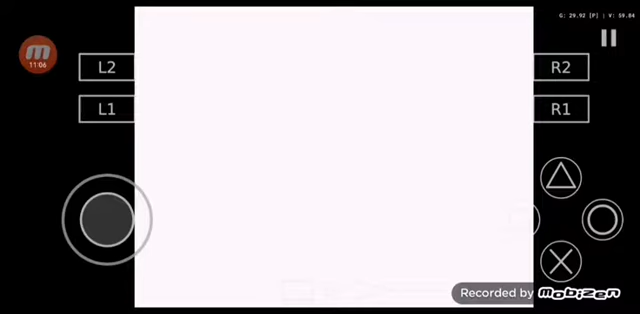 G: 29.92 [P] | V: 59.84
11:06
L2
R2
L1
R1
Recorded by
Mobizen